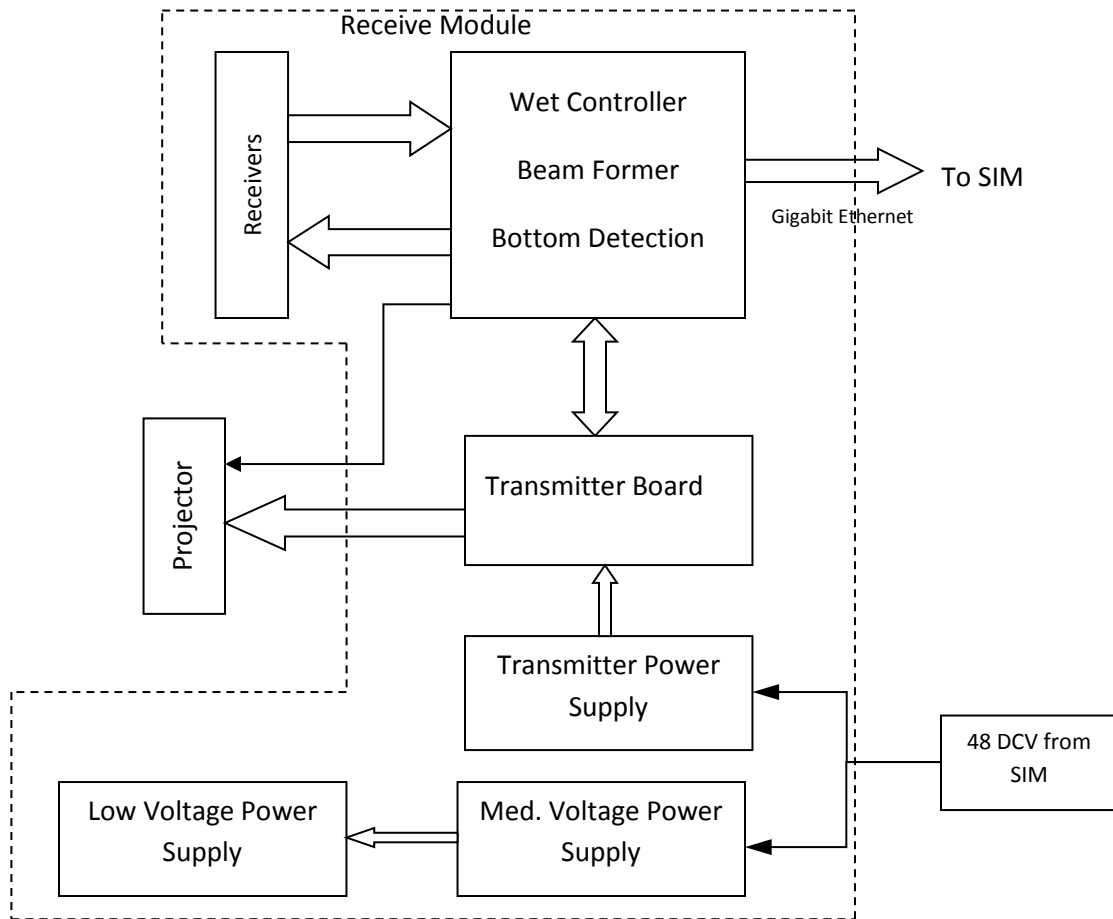 Receive Module
Receivers
Wet Controller
Beam Former
Bottom Detection
To SIM
Gigabit Ethernet
Projector
Transmitter Board
Transmitter Power
Supply
48 DCV from
SIM
Low Voltage Power
Supply
Med. Voltage Power
Supply